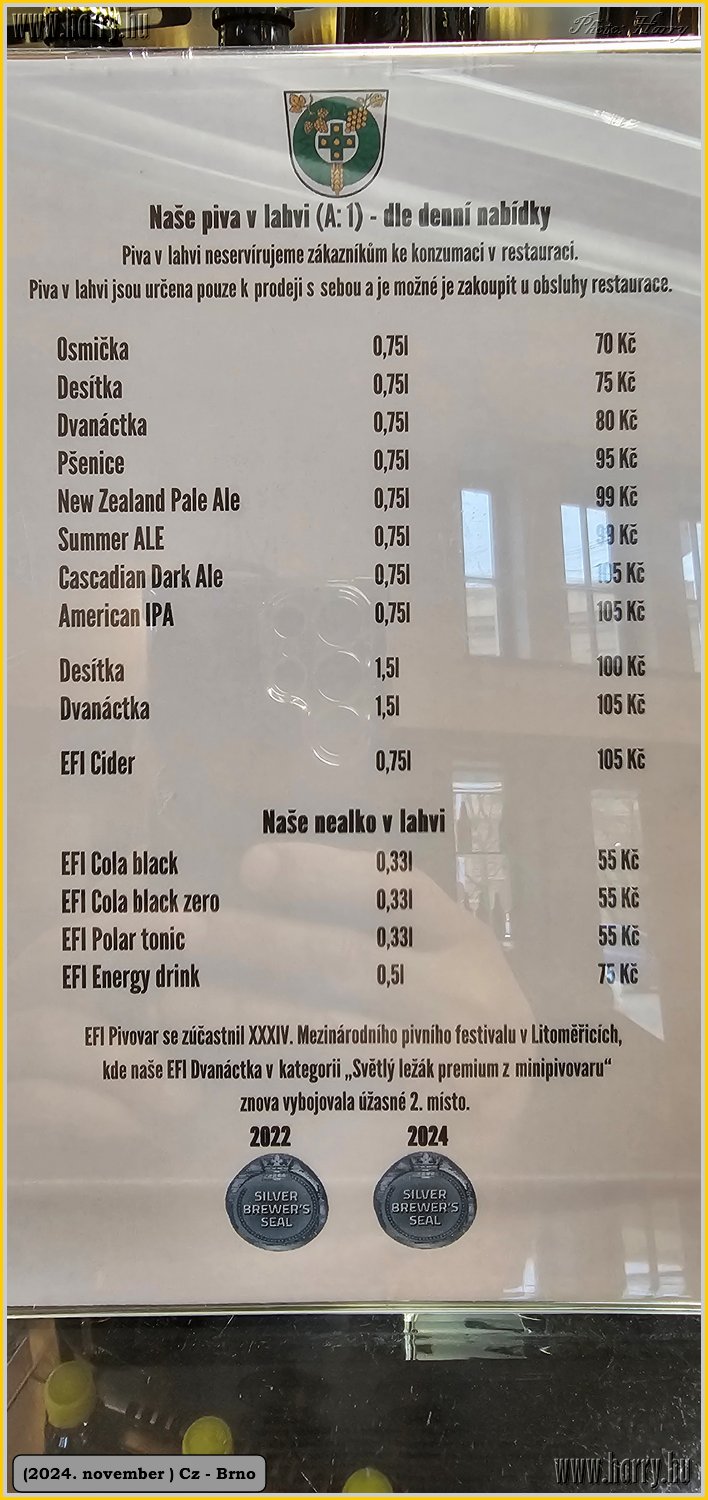 www.harry.hu
Photo: Harry
Naše piva v lahvi (A: 1) - dle denní nabídky
Piva v lahvi neservírujeme zákazníkům ke konzumaci v restauraci.
Piva v lahvi jsou určena pouze k prodeji s sebou a je možné je zakoupit u obsluhy restaurace.
Osmička 0,75l 70 Kč
Desítka 0,75l 75 Kč
Dvanáctka 0,75l 80 Kč
Pšenice 0,75l 95 Kč
New Zealand Pale Ale 0,75l 99 Kč
Summer ALE 0,75l 99 Kč
Cascadian Dark Ale 0,75l 105 Kč
American IPA 0,75l 105 Kč
Desítka 1,5l 100 Kč
Dvanáctka 1,5l 105 Kč
EFI Cider 0,75l 105 Kč
Naše nealko v lahvi
EFI Cola black 0,33l 55 Kč
EFI Cola black zero 0,33l 55 Kč
EFI Polar tonic 0,33l 55 Kč
EFI Energy drink 0,5l 75 Kč
EFI Pivovar se zúčastnil XXXIV. Mezinárodního pivního festivalu v Litoměřicích,
kde naše EFI Dvanáctka v kategorii „Světlý ležák premium z minipivovaru“
znova vybojovala úžasné 2. místo.
2022 2024
SILVER BREWER'S SEAL
SILVER BREWER'S SEAL
(2024. november ) Cz - Brno
www.harry.hu